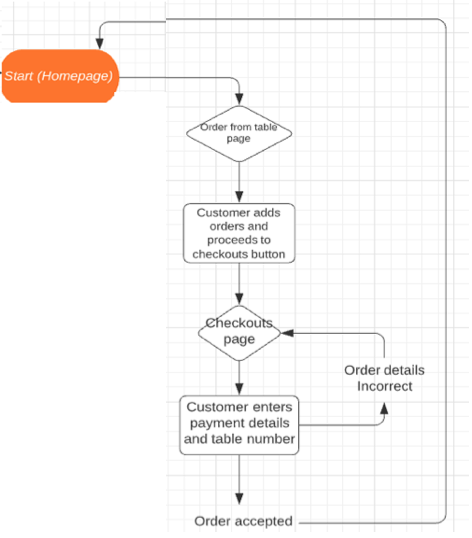 Start (Homepage)
Order from table
page
Customer adds
orders and
proceeds to
checkouts button
Checkouts
page
Order details
Incorrect
Customer enters
payment details
and table number
Order accepted